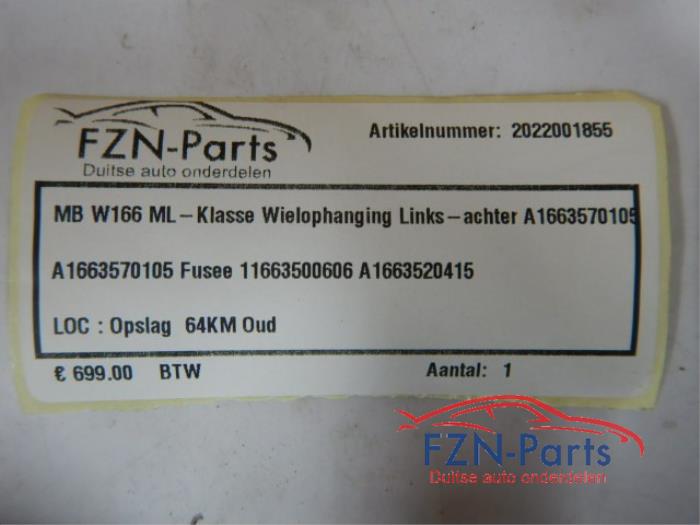 FZN-Parts
Duitse auto onderdelen
Artikelnummer: 2022001855
MB W166 ML-Klasse Wielophanging Links-achter A1663570105
A1663570105 Fusee 11663500606 A1663520415
LOC : Opslag 64KM Oud
€ 699.00 BTW Aantal: 1
FZN-Parts
Duitse auto onderdelen